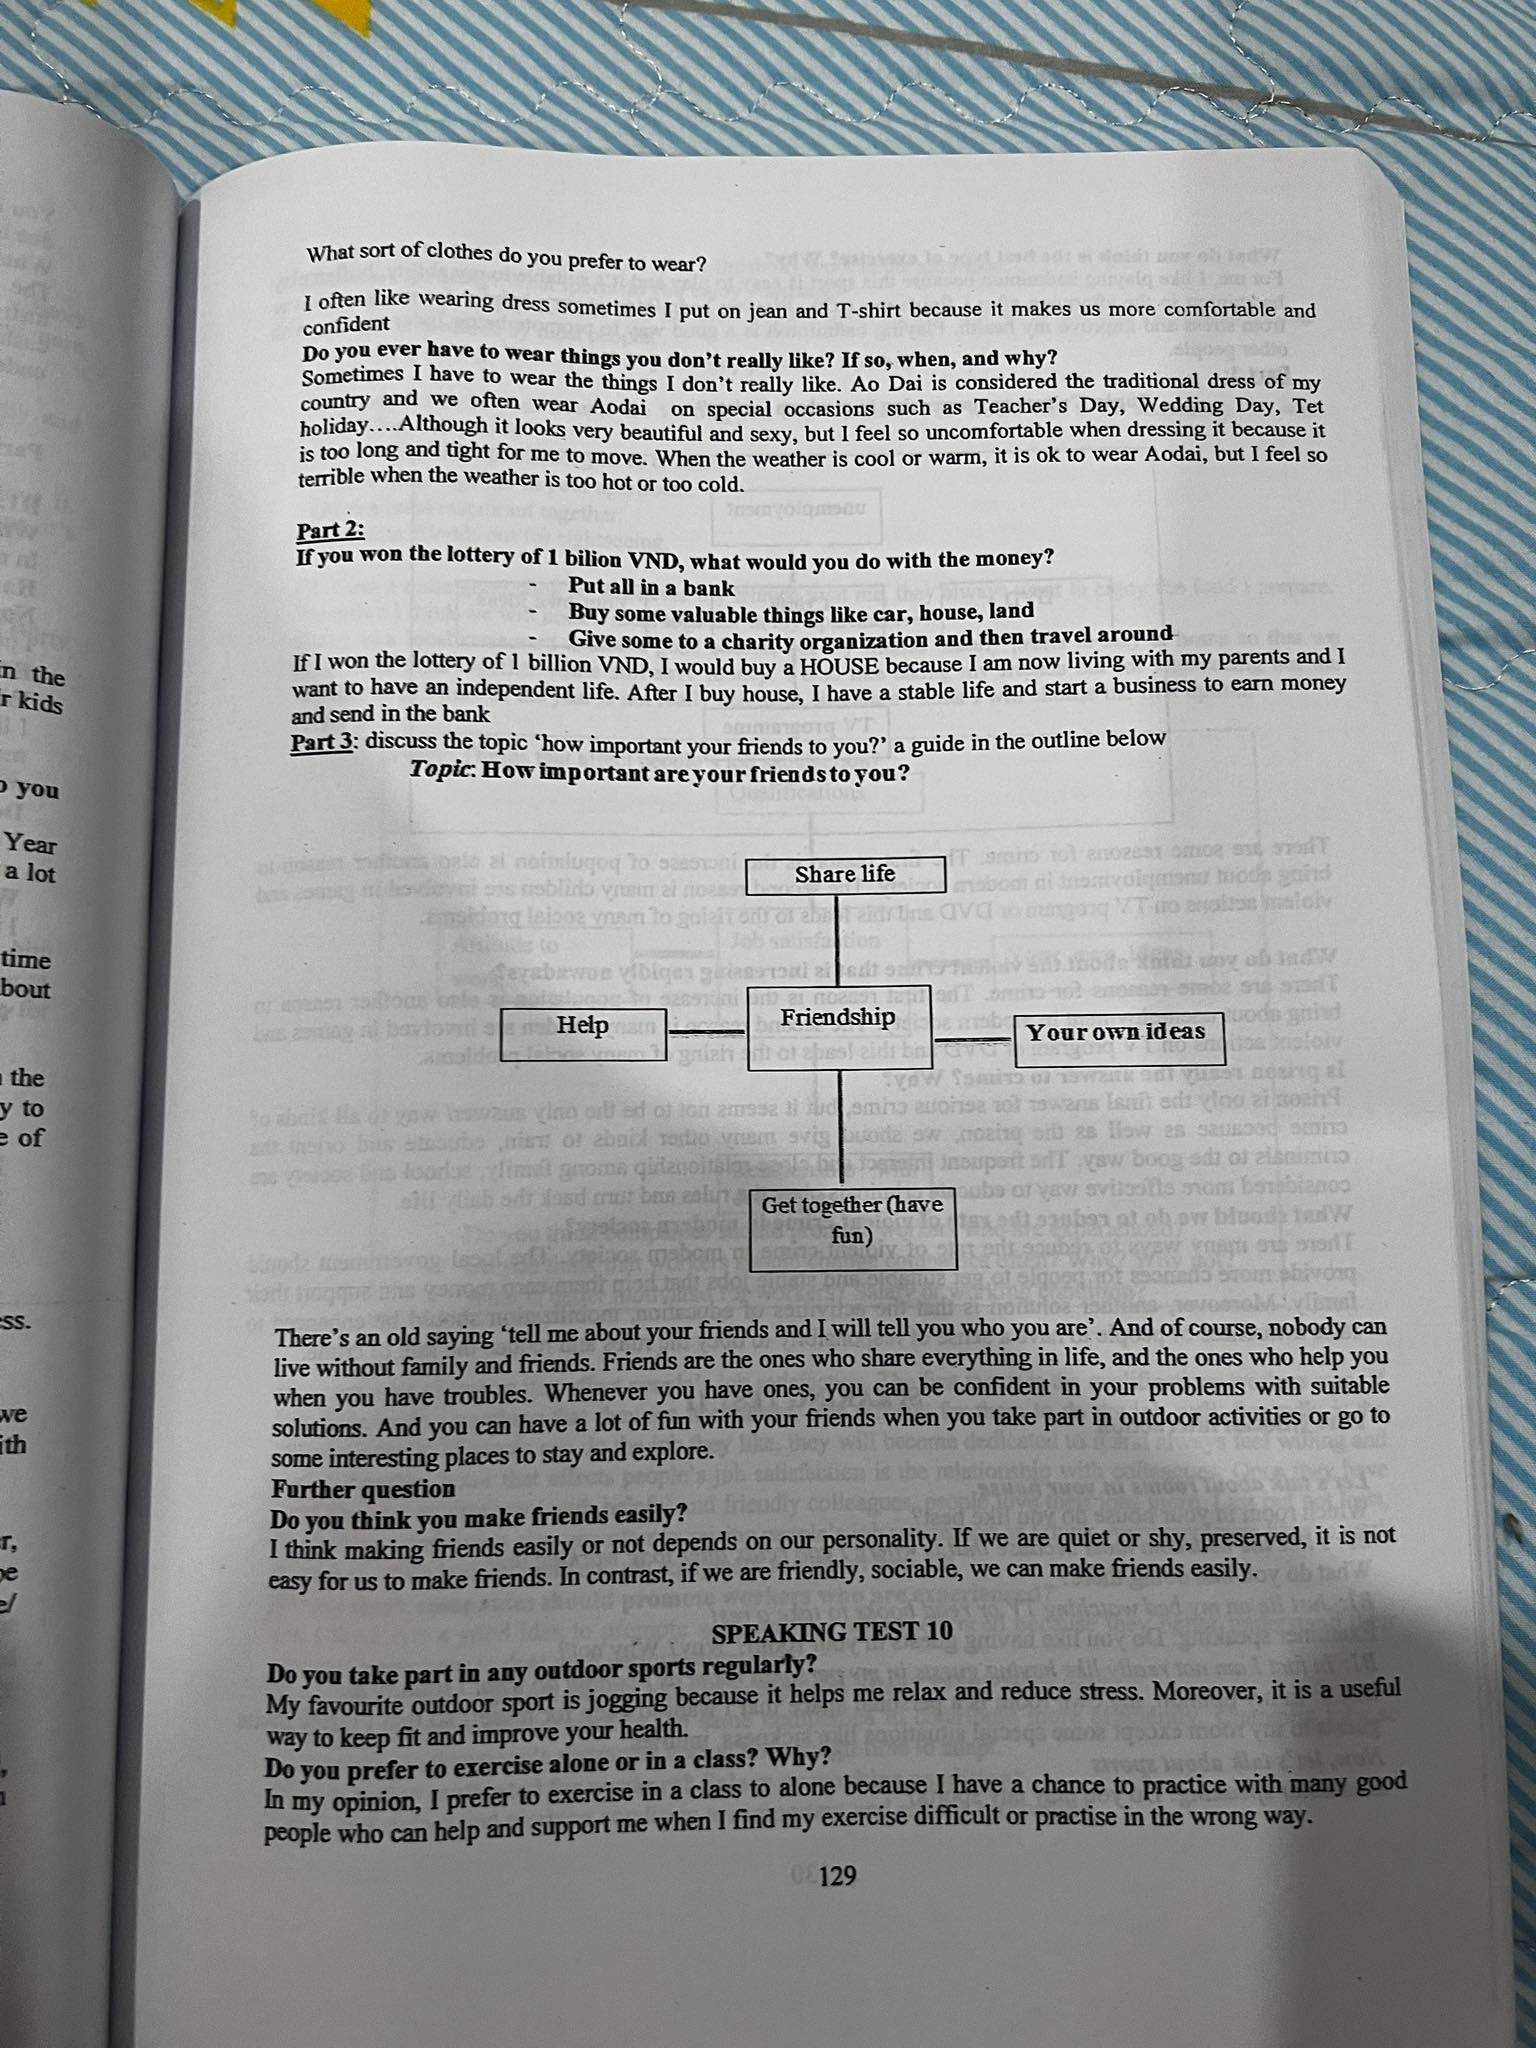 What sort of clothes do you prefer to wear?
I often like wearing dress sometimes I put on jean and T-shirt because it makes us more comfortable and
confident
Do you ever have to wear things you don't really like? If so, when, and why?
Sometimes I have to wear the things I don't really like. Ao Dai is considered the traditional dress of my
country and we often wear Aodai on special occasions such as Teacher's Day, Wedding Day, Tet
holiday….Although it looks very beautiful and sexy, but I feel so uncomfortable when dressing it because it
is too long and tight for me to move. When the weather is cool or warm, it is ok to wear Aodai, but I feel so
terrible when the weather is too hot or too cold.
Part 2:
If you won the lottery of 1 bilion VND, what would you do with the money?
- Put all in a bank
- Buy some valuable things like car, house, land
- Give some to a charity organization and then travel around
If I won the lottery of 1 billion VND, I would buy a HOUSE because I am now living with my parents and I
want to have an independent life. After I buy house, I have a stable life and start a business to earn money
and send in the bank
Part 3: discuss the topic 'how important your friends to you?' a guide in the outline below
Topic: How important are your friends to you?
Share life
Help
Friendship
Your own ideas
Get together (have
fun)
There's an old saying 'tell me about your friends and I will tell you who you are'. And of course, nobody can
live without family and friends. Friends are the ones who share everything in life, and the ones who help you
when you have troubles. Whenever you have ones, you can be confident in your problems with suitable
solutions. And you can have a lot of fun with your friends when you take part in outdoor activities or go to
some interesting places to stay and explore.
Further question
Do you think you make friends easily?
I think making friends easily or not depends on our personality. If we are quiet or shy, preserved, it is not
easy for us to make friends. In contrast, if we are friendly, sociable, we can make friends easily.
SPEAKING TEST 10
Do you take part in any outdoor sports regularly?
My favourite outdoor sport is jogging because it helps me relax and reduce stress. Moreover, it is a useful
way to keep fit and improve your health.
Do you prefer to exercise alone or in a class? Why?
In my opinion, I prefer to exercise in a class to alone because I have a chance to practice with many good
people who can help and support me when I find my exercise difficult or practise in the wrong way.
129